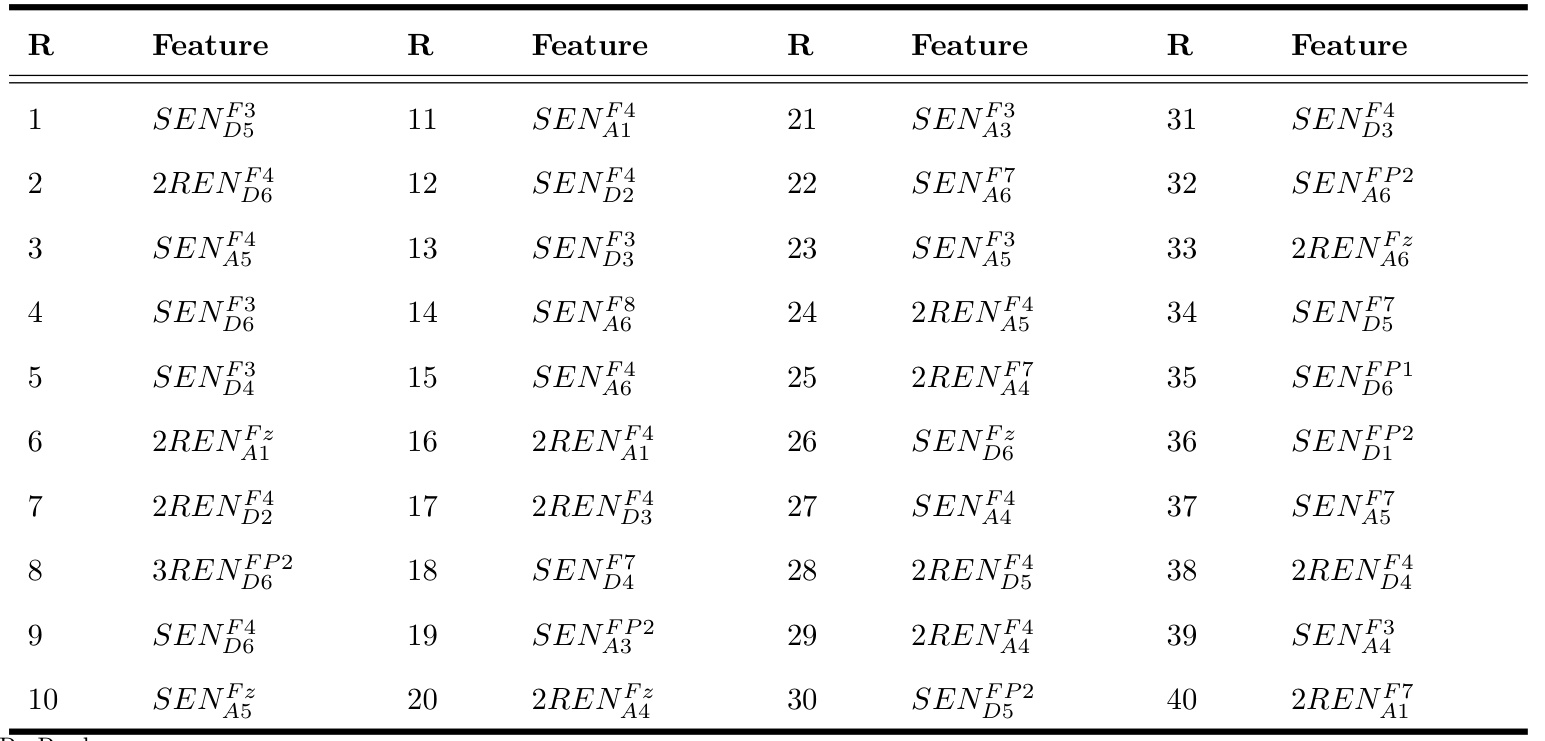 R Feature R Feature R Feature R Feature
1 SEN_{D5}^{F3} 11 SEN_{A1}^{F4} 21 SEN_{A3}^{F3} 31 SEN_{D3}^{F4}
2 2REN_{D6}^{F4} 12 SEN_{D2}^{F4} 22 SEN_{A6}^{F7} 32 SEN_{A6}^{FP2}
3 SEN_{A5}^{F4} 13 SEN_{D3}^{F3} 23 SEN_{A5}^{F3} 33 2REN_{A6}^{Fz}
4 SEN_{D6}^{F3} 14 SEN_{A6}^{F8} 24 2REN_{A5}^{F4} 34 SEN_{D5}^{F7}
5 SEN_{D4}^{F3} 15 SEN_{A6}^{F4} 25 2REN_{A4}^{F7} 35 SEN_{D6}^{FP1}
6 2REN_{A1}^{Fz} 16 2REN_{A1}^{F4} 26 SEN_{D6}^{Fz} 36 SEN_{D1}^{FP2}
7 2REN_{D2}^{F4} 17 2REN_{D3}^{F4} 27 SEN_{A4}^{F4} 37 SEN_{A5}^{F7}
8 3REN_{D6}^{FP2} 18 SEN_{D4}^{F7} 28 2REN_{D5}^{F4} 38 2REN_{D4}^{F4}
9 SEN_{D6}^{F4} 19 SEN_{A3}^{FP2} 29 2REN_{A4}^{F4} 39 SEN_{A4}^{F3}
10 SEN_{A5}^{Fz} 20 2REN_{A4}^{Fz} 30 SEN_{D5}^{FP2} 40 2REN_{A1}^{F7}